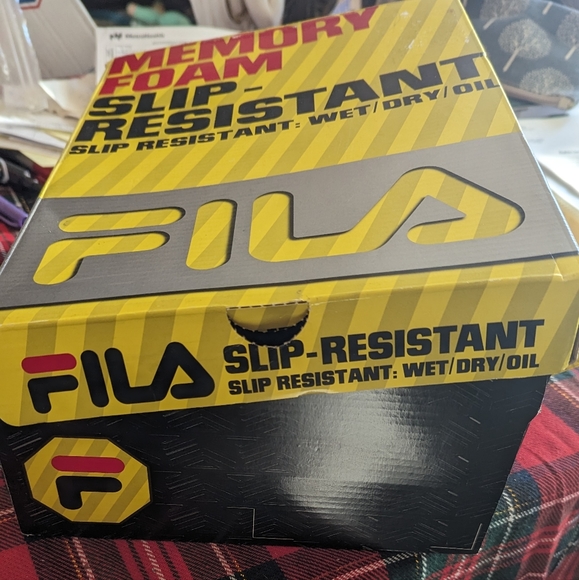 MEMORY
FOAM
SLIP-
RESISTANT
SLIP RESISTANT: WET/DRY/OIL
FILA
FILA SLIP-RESISTANT
SLIP RESISTANT: WET/DRY/OIL
F